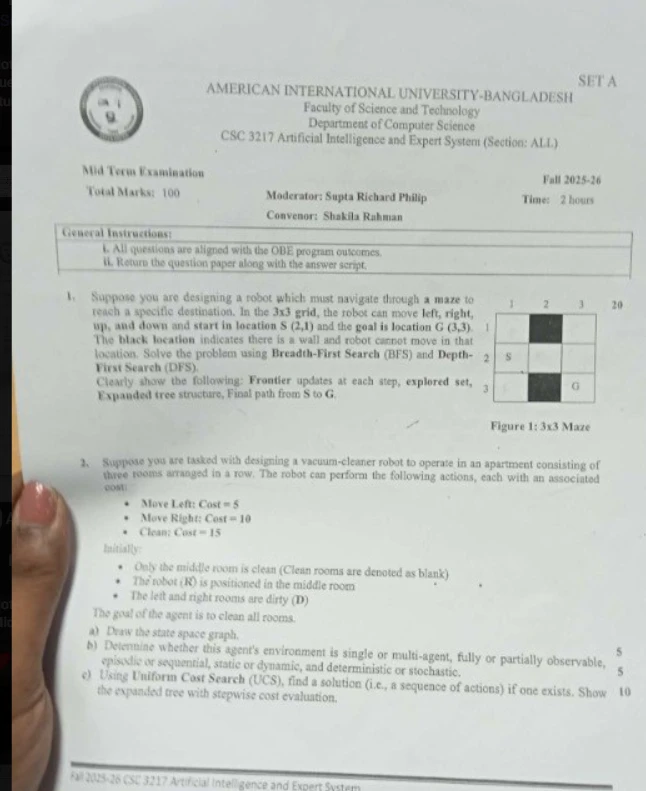 SET A
AMERICAN INTERNATIONAL UNIVERSITY-BANGLADESH
Faculty of Science and Technology
Department of Computer Science
CSC 3217 Artificial Intelligence and Expert System (Section: ALL)
Mid Term Examination
Fall 2025-26
Total Marks: 100
Moderator: Supta Richard Philip
Time: 2 hours
Convenor: Shakila Rahman
General Instructions:
i. All questions are aligned with the OBE program outcomes.
ii. Return the question paper along with the answer script.
1. Suppose you are designing a robot which must navigate through a maze to
reach a specific destination. In the 3x3 grid, the robot can move left, right,
up, and down and start in location S (2,1) and the goal is location G (3,3).
The black location indicates there is a wall and robot cannot move in that
location. Solve the problem using Breadth-First Search (BFS) and Depth-
First Search (DFS).
Clearly show the following: Frontier updates at each step, explored set,
Expanded tree structure, Final path from S to G.
20
1 2 3
1
2 S
3 G
Figure 1: 3x3 Maze
2. Suppose you are tasked with designing a vacuum-cleaner robot to operate in an apartment consisting of
three rooms arranged in a row. The robot can perform the following actions, each with an associated
cost:
• Move Left: Cost = 5
• Move Right: Cost = 10
• Clean: Cost = 15
Initially:
• Only the middle room is clean (Clean rooms are denoted as blank)
• The robot (R) is positioned in the middle room
• The left and right rooms are dirty (D)
The goal of the agent is to clean all rooms.
a) Draw the state space graph. 5
b) Determine whether this agent's environment is single or multi-agent, fully or partially observable,
episodic or sequential, static or dynamic, and deterministic or stochastic. 5
c) Using Uniform Cost Search (UCS), find a solution (i.e., a sequence of actions) if one exists. Show 10
the expanded tree with stepwise cost evaluation.
Fall 2025-26 CSC 3217 Artificial Intelligence and Expert System